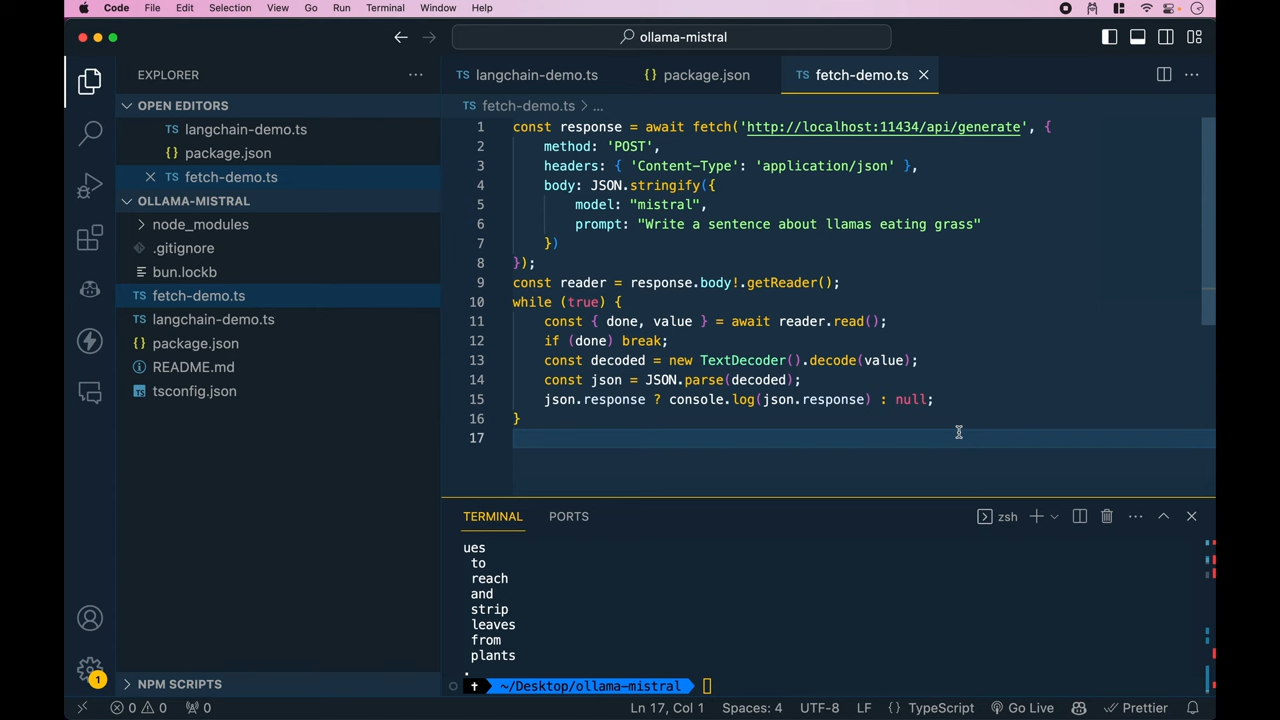 Code File Edit Selection View Go Run Terminal Window Help
ollama-mistral
EXPLORER
OPEN EDITORS
TS langchain-demo.ts
{} package.json
TS fetch-demo.ts
OLLAMA-MISTRAL
node_modules
.gitignore
bun.lockb
TS fetch-demo.ts
TS langchain-demo.ts
{} package.json
README.md
tsconfig.json
NPM SCRIPTS
TS langchain-demo.ts {} package.json TS fetch-demo.ts
TS fetch-demo.ts > ...
1 const response = await fetch('http://localhost:11434/api/generate', {
2 method: 'POST',
3 headers: { 'Content-Type': 'application/json' },
4 body: JSON.stringify({
5 model: "mistral",
6 prompt: "Write a sentence about llamas eating grass"
7 })
8 });
9 const reader = response.body!.getReader();
10 while (true) {
11 const { done, value } = await reader.read();
12 if (done) break;
13 const decoded = new TextDecoder().decode(value);
14 const json = JSON.parse(decoded);
15 json.response ? console.log(json.response) : null;
16 }
17
TERMINAL PORTS zsh
ues
to
reach
and
strip
leaves
from
plants
.
~/Desktop/ollama-mistral
1
0 0 0 Ln 17, Col 1 Spaces: 4 UTF-8 LF {} TypeScript Go Live Prettier